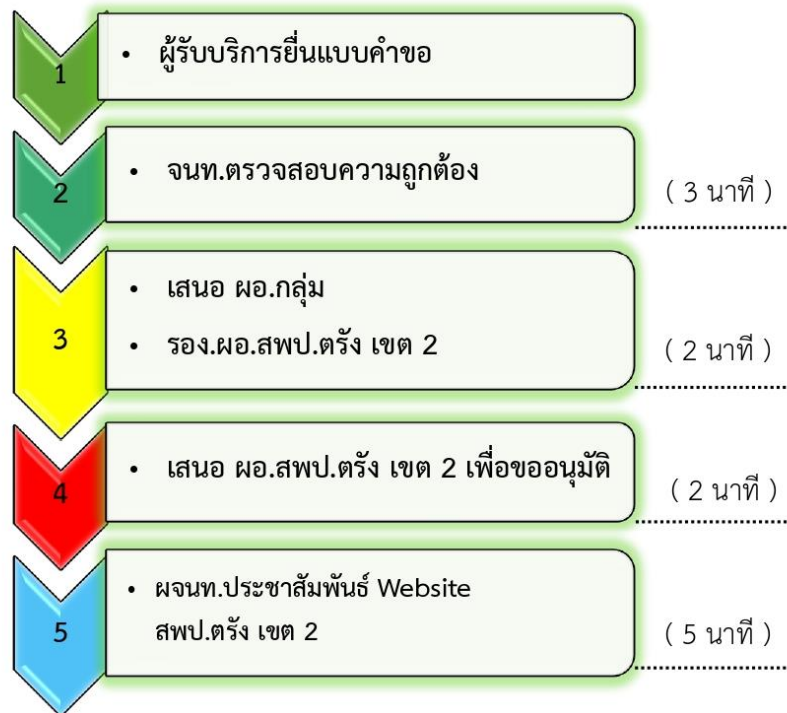 1
• ผู้รับบริการยื่นแบบคำขอ
2
• จนท.ตรวจสอบความถูกต้อง
( 3 นาที )
3
• เสนอ ผอ.กลุ่ม
• รอง.ผอ.สพป.ตรัง เขต 2
( 2 นาที )
4
• เสนอ ผอ.สพป.ตรัง เขต 2 เพื่อขออนุมัติ
( 2 นาที )
5
• ผจนท.ประชาสัมพันธ์ Website
สพป.ตรัง เขต 2
( 5 นาที )